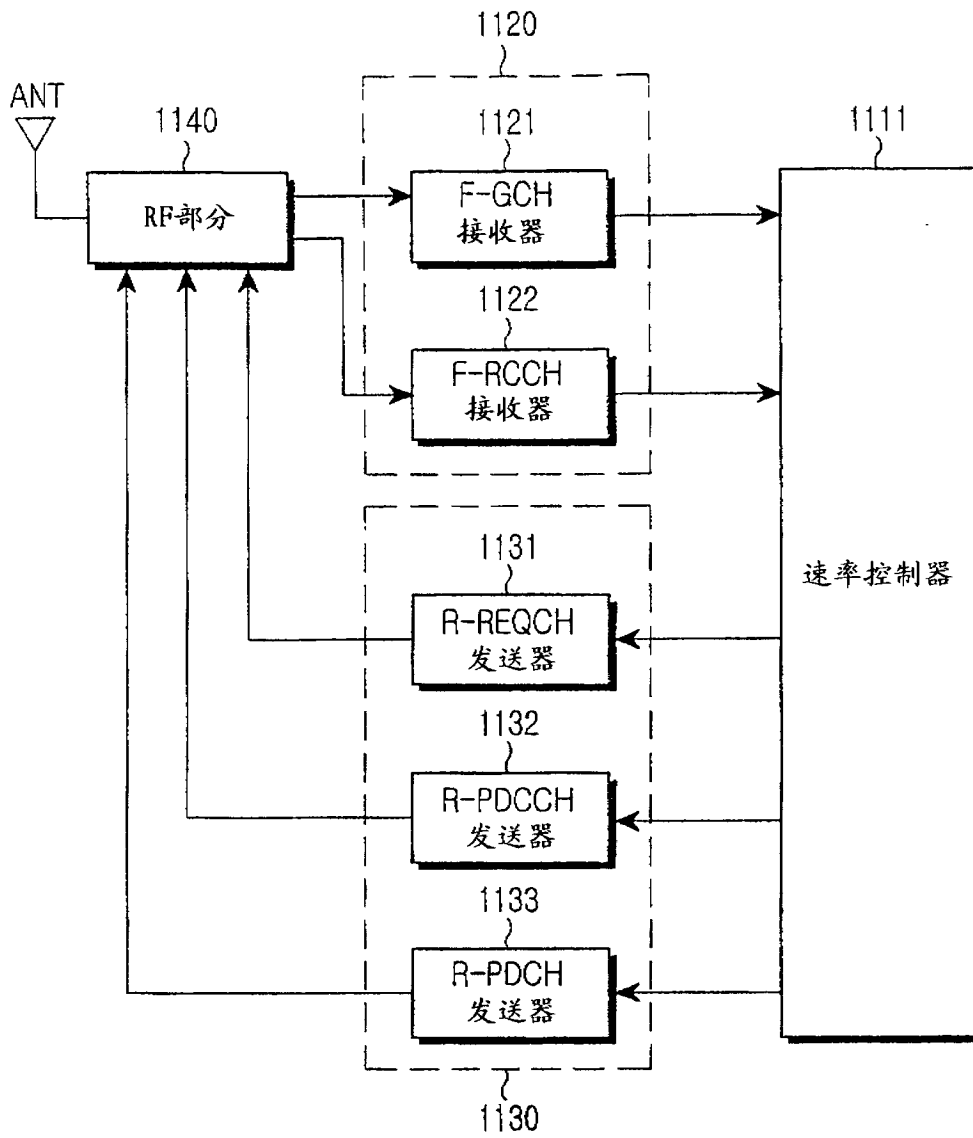 1120
ANT
1140
1121
1111
RF部分
F-GCH
接收器
1122
F-RCCH
接收器
1131
速率控制器
R-REQCH
发送器
1132
R-PDCCH
发送器
1133
R-PDCH
发送器
1130